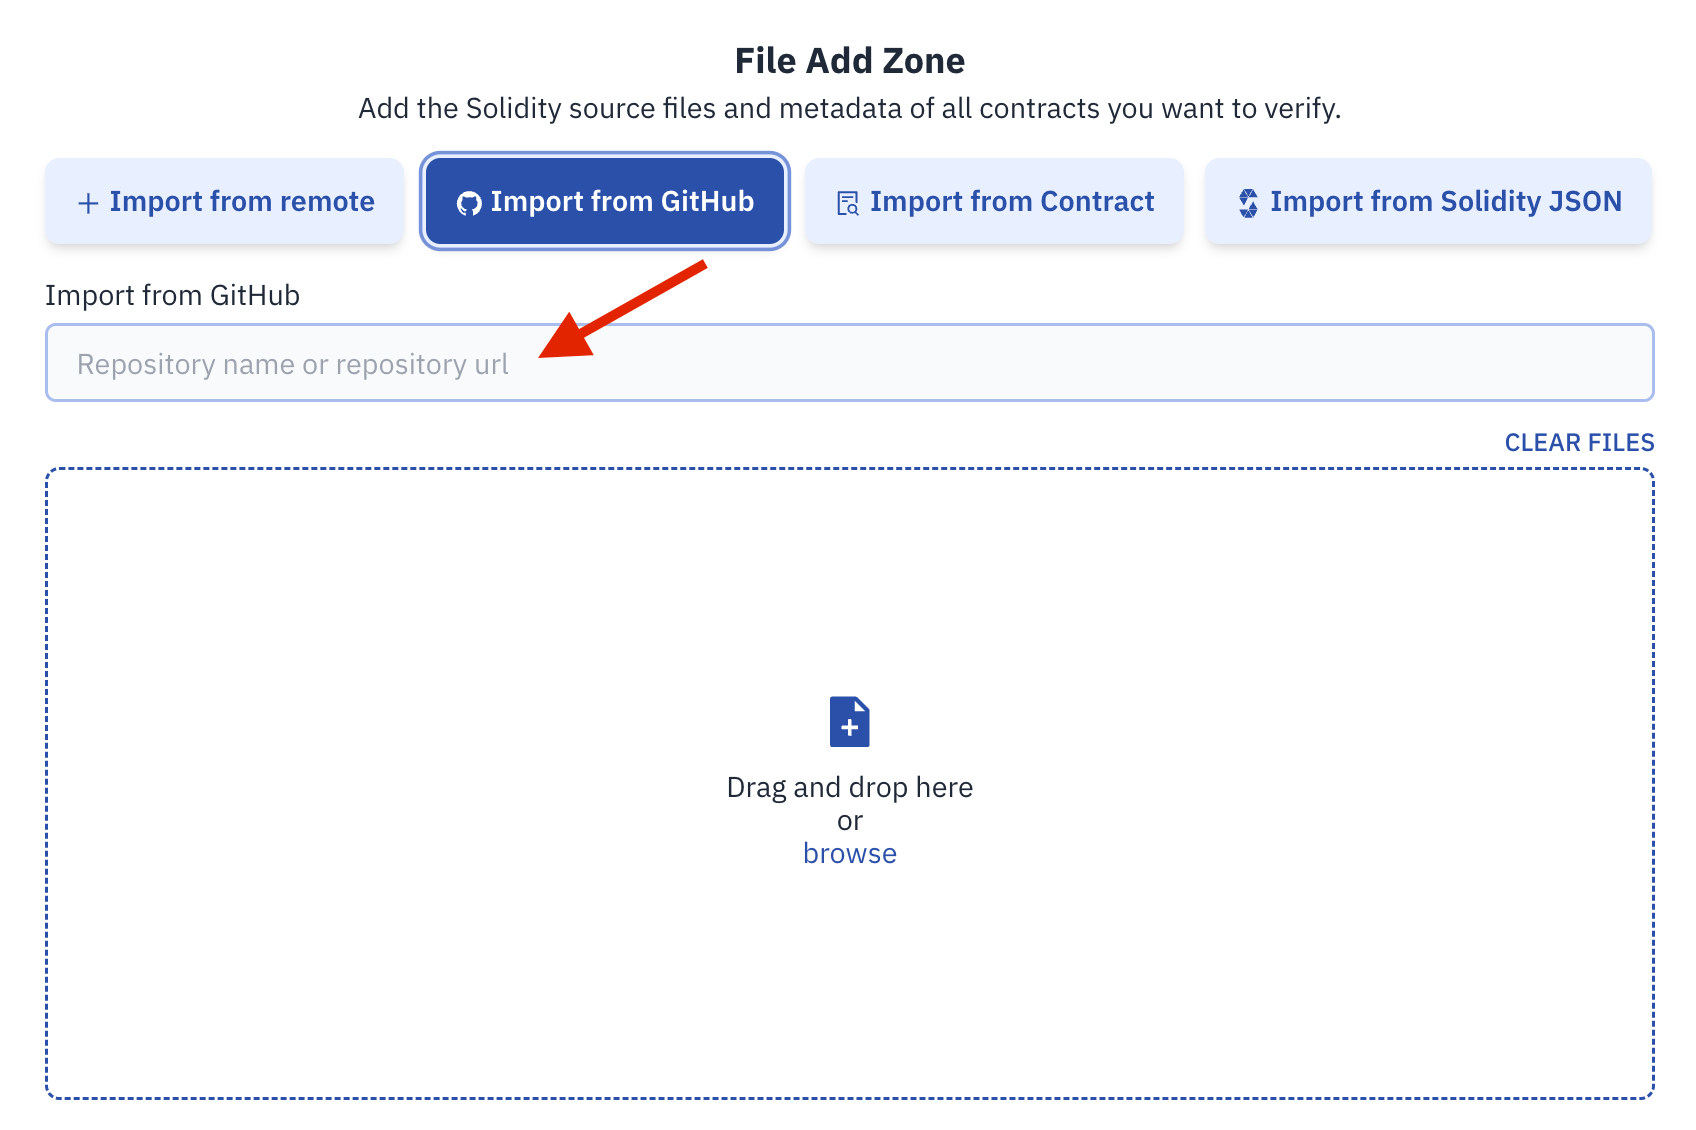 File Add Zone
Add the Solidity source files and metadata of all contracts you want to verify.
Import from remote
Import from GitHub
Import from Contract
Import from Solidity JSON
Import from GitHub
Repository name or repository url
CLEAR FILES
Drag and drop here
or
browse